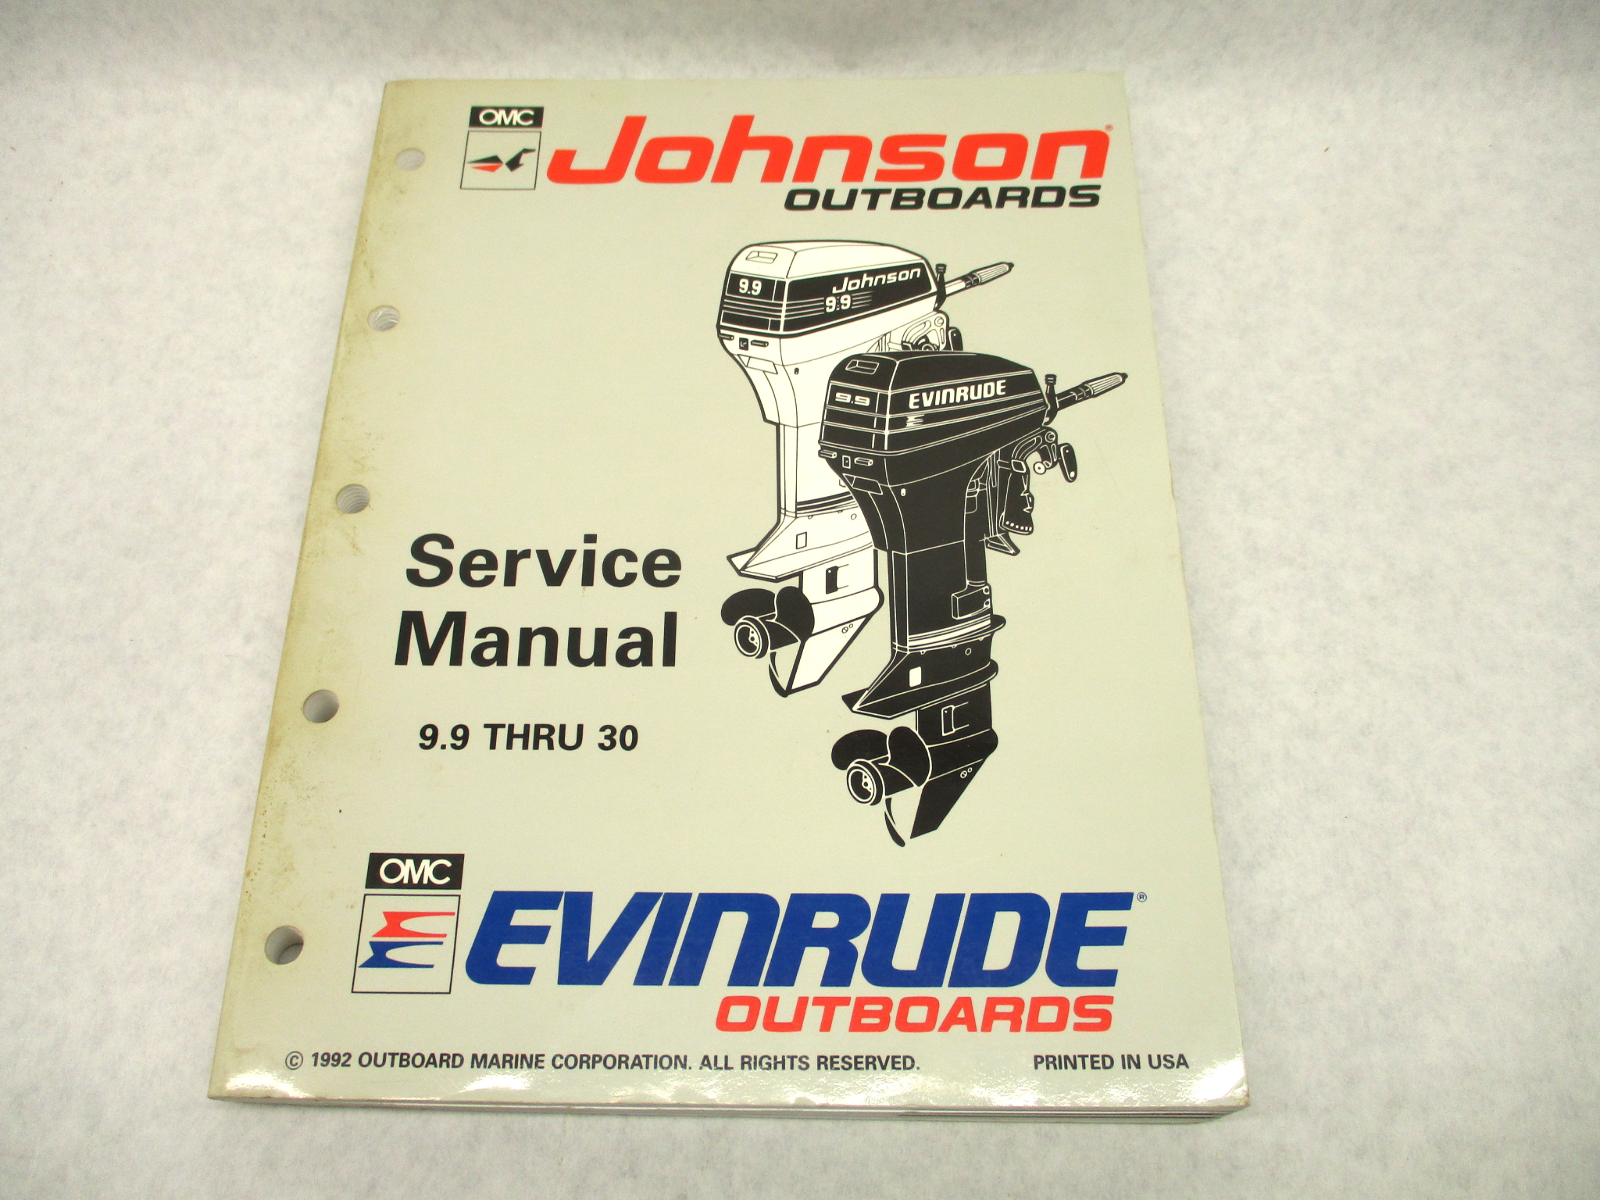 OMC
Johnson®
OUTBOARDS
9.9
Johnson
9.9
9.9
EVINRUDE
Service
Manual
9.9 THRU 30
OMC
EVINRUDE®
OUTBOARDS
© 1992 OUTBOARD MARINE CORPORATION. ALL RIGHTS RESERVED. PRINTED IN USA